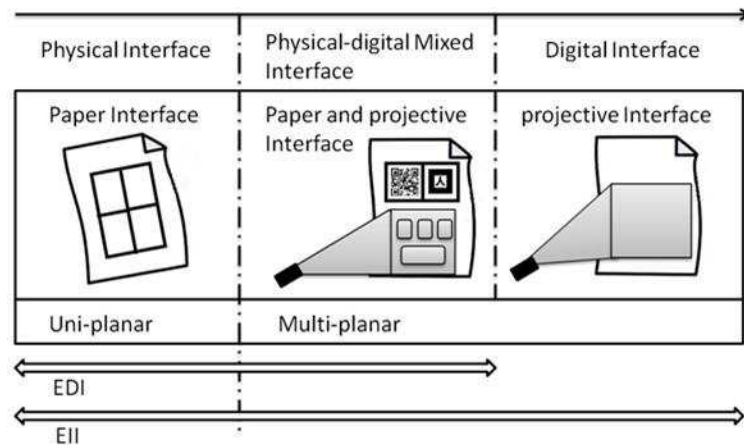 Physical Interface
Physical-digital Mixed
Interface
Digital Interface
Paper Interface
Paper and projective
Interface
projective Interface
人
Uni-planar
Multi-planar
EDI
EII